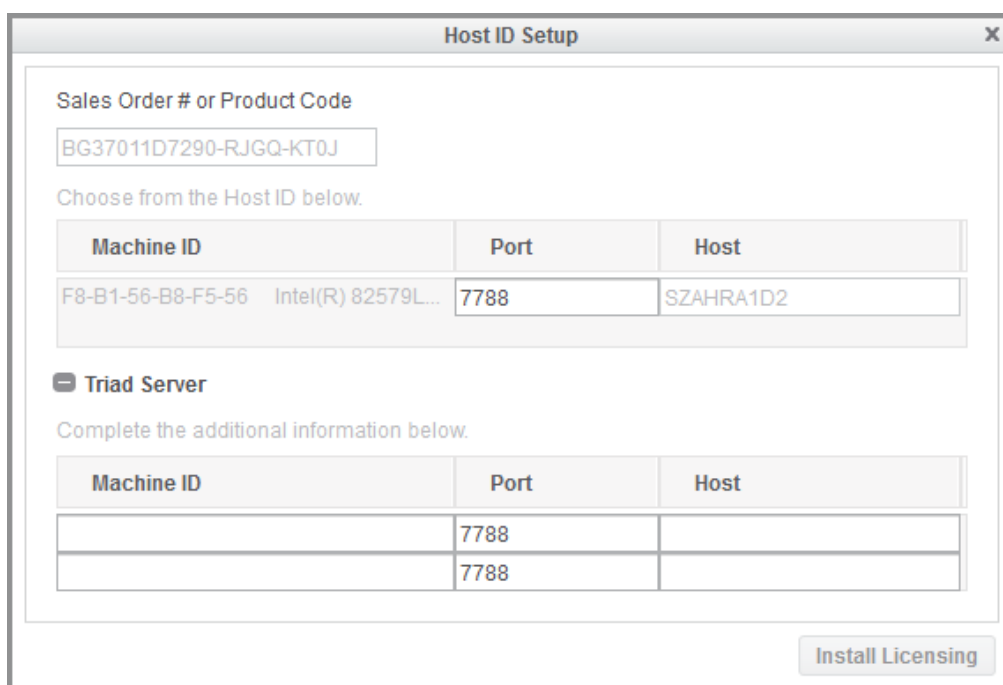 Host ID Setup x
Sales Order # or Product Code
BG37011D7290-RJGQ-KT0J
Choose from the Host ID below.
Machine ID Port Host
F8-B1-56-B8-F5-56 Intel(R) 82579L... 7788 SZAHRA1D2
Triad Server
Complete the additional information below.
Machine ID Port Host
7788
7788
Install Licensing